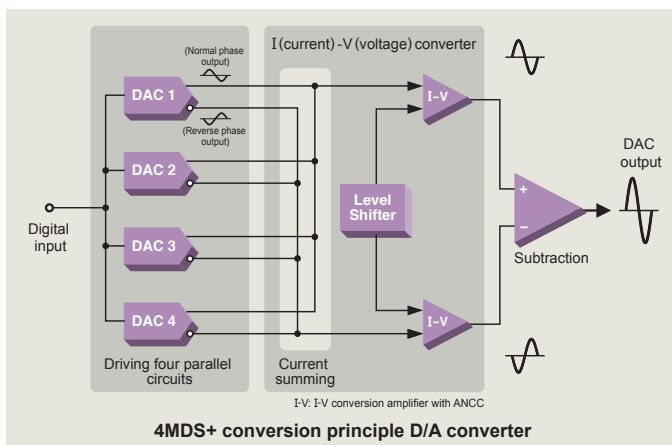 I (current) -V (voltage) converter
(Normal phase
output)
DAC 1
(Reverse phase
output)
DAC 2
DAC 3
DAC 4
Digital
input
I-V
Level
Shifter
I-V
+
−
Subtraction
DAC
output
Driving four parallel
circuits
Current
summing
I-V: I-V conversion amplifier with ANCC
4MDS+ conversion principle D/A converter